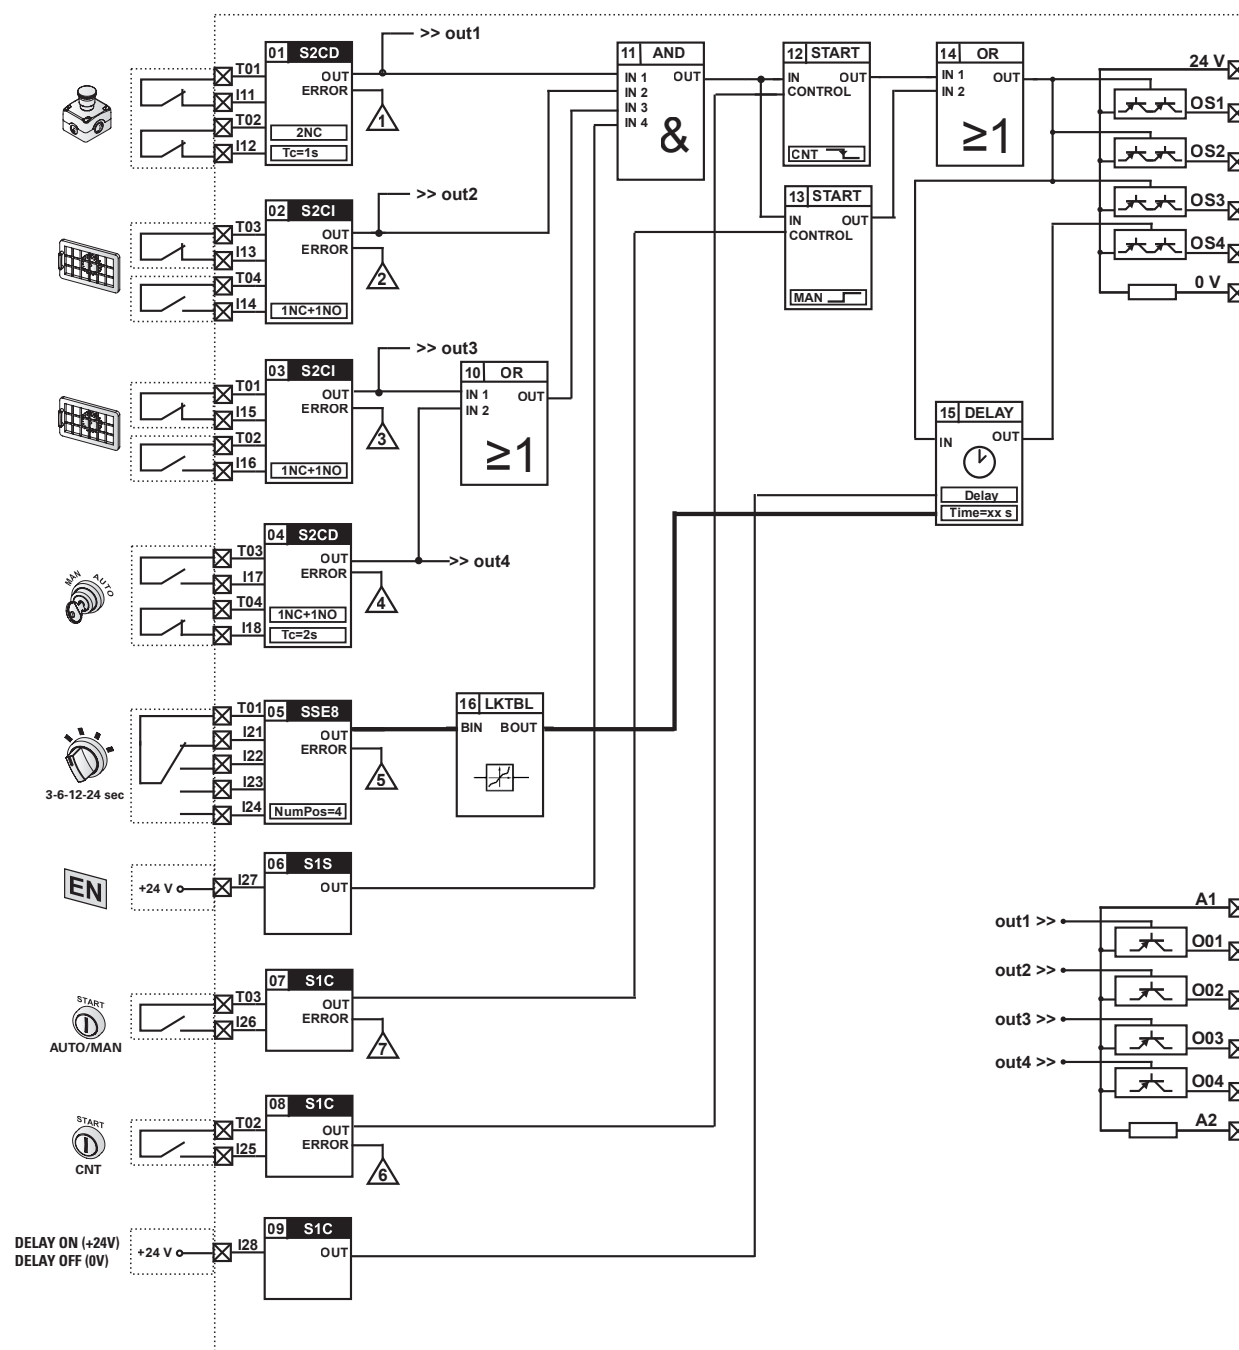 >> out1
01 S2CD
T01
I11
T02
I12
OUT
ERROR
1
2NC
Tc=1s
>> out2
02 S2CI
T03
I13
T04
I14
OUT
ERROR
2
1NC+1NO
>> out3
03 S2CI
T01
I15
T02
I16
OUT
ERROR
3
1NC+1NO
10 OR
IN 1 OUT
IN 2
≥1
MAN AUTO
04 S2CD
T03
I17
T04
I18
OUT
ERROR
>> out4
4
1NC+1NO
Tc=2s
3-6-12-24 sec
05 SSE8
T01
I21
I22
I23
I24
OUT
ERROR
5
NumPos=4
16 LKTBL
BIN BOUT
EN
+24 V
I27
06 S1S
OUT
START
AUTO/MAN
T03
I26
07 S1C
OUT
ERROR
7
START
CNT
T02
I25
08 S1C
OUT
ERROR
6
DELAY ON (+24V)
DELAY OFF (0V)
+24 V
I28
09 S1C
OUT
11 AND
IN 1 OUT
IN 2
IN 3
IN 4
&
12 START
IN OUT
CONTROL
CNT
13 START
IN OUT
CONTROL
MAN
14 OR
IN 1 OUT
IN 2
≥1
15 DELAY
IN OUT
Delay
Time=xx s
24 V
OS1
OS2
OS3
OS4
0 V
A1
out1 >>
O01
out2 >>
O02
out3 >>
O03
out4 >>
O04
A2